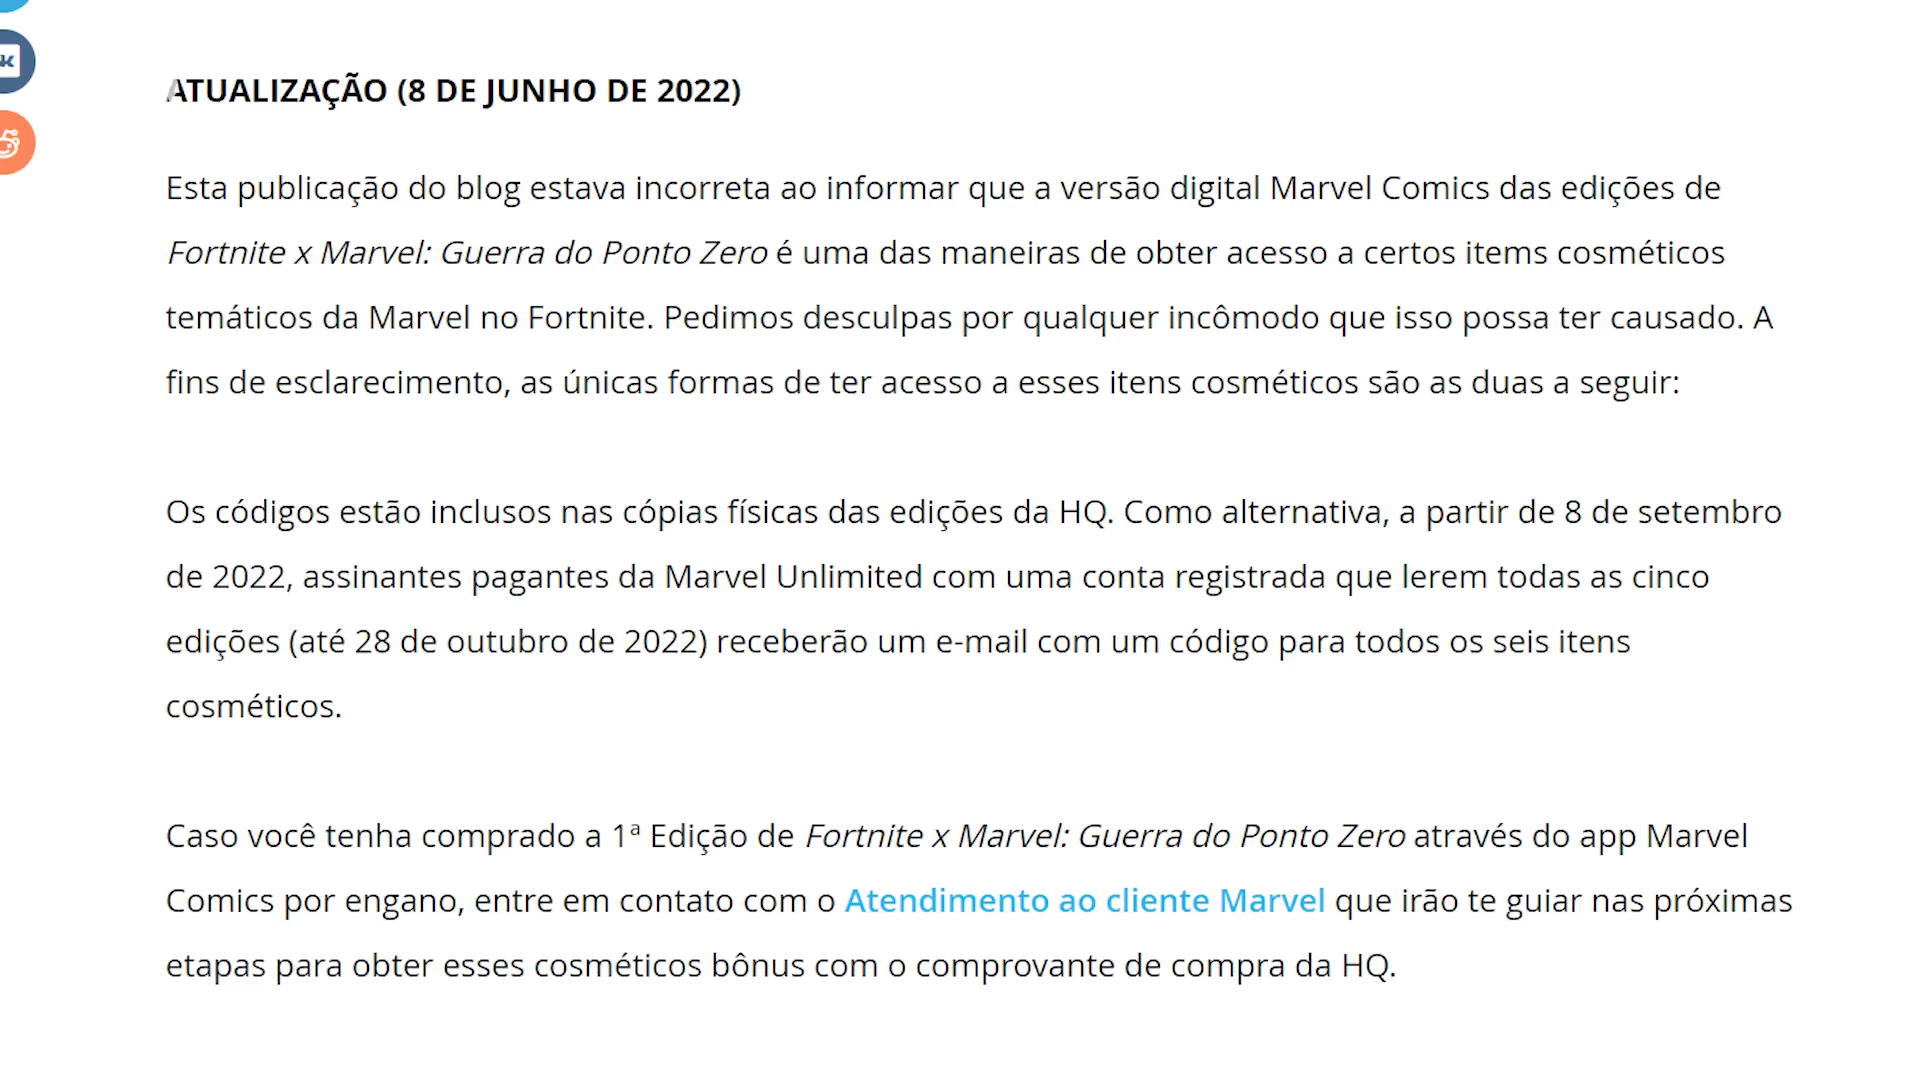 ATUALIZAÇÃO (8 DE JUNHO DE 2022)
Esta publicação do blog estava incorreta ao informar que a versão digital Marvel Comics das edições de
Fortnite x Marvel: Guerra do Ponto Zero é uma das maneiras de obter acesso a certos items cosméticos
temáticos da Marvel no Fortnite. Pedimos desculpas por qualquer incômodo que isso possa ter causado. A
fins de esclarecimento, as únicas formas de ter acesso a esses itens cosméticos são as duas a seguir:
Os códigos estão inclusos nas cópias físicas das edições da HQ. Como alternativa, a partir de 8 de setembro
de 2022, assinantes pagantes da Marvel Unlimited com uma conta registrada que lerem todas as cinco
edições (até 28 de outubro de 2022) receberão um e-mail com um código para todos os seis itens
cosméticos.
Caso você tenha comprado a 1ª Edição de Fortnite x Marvel: Guerra do Ponto Zero através do app Marvel
Comics por engano, entre em contato com o Atendimento ao cliente Marvel que irão te guiar nas próximas
etapas para obter esses cosméticos bônus com o comprovante de compra da HQ.